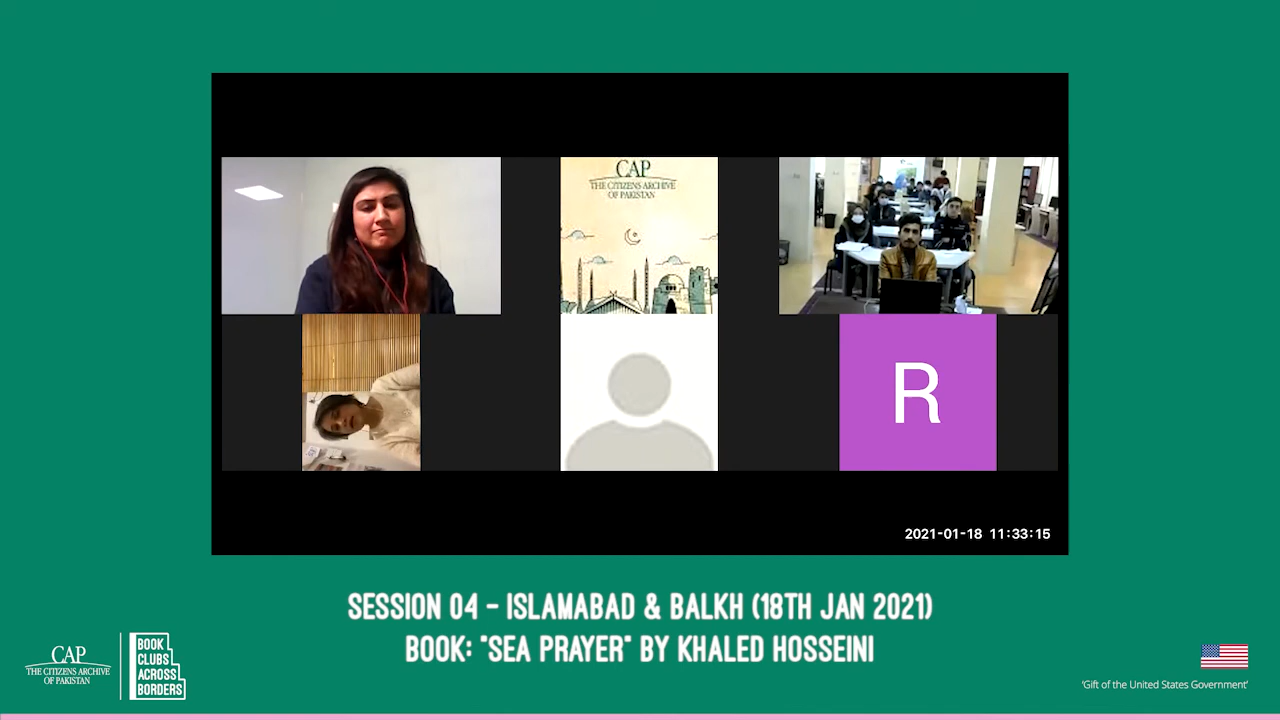 CAP
THE CITIZENS ARCHIVE
OF PAKISTAN
R
2021-01-18 11:33:15
SESSION 04 - ISLAMABAD & BALKH (18TH JAN 2021)
BOOK: "SEA PRAYER" BY KHALED HOSSEINI
CAP
THE CITIZENS ARCHIVE
OF PAKISTAN
BOOK
CLUBS
ACROSS
BORDERS
'Gift of the United States Government'